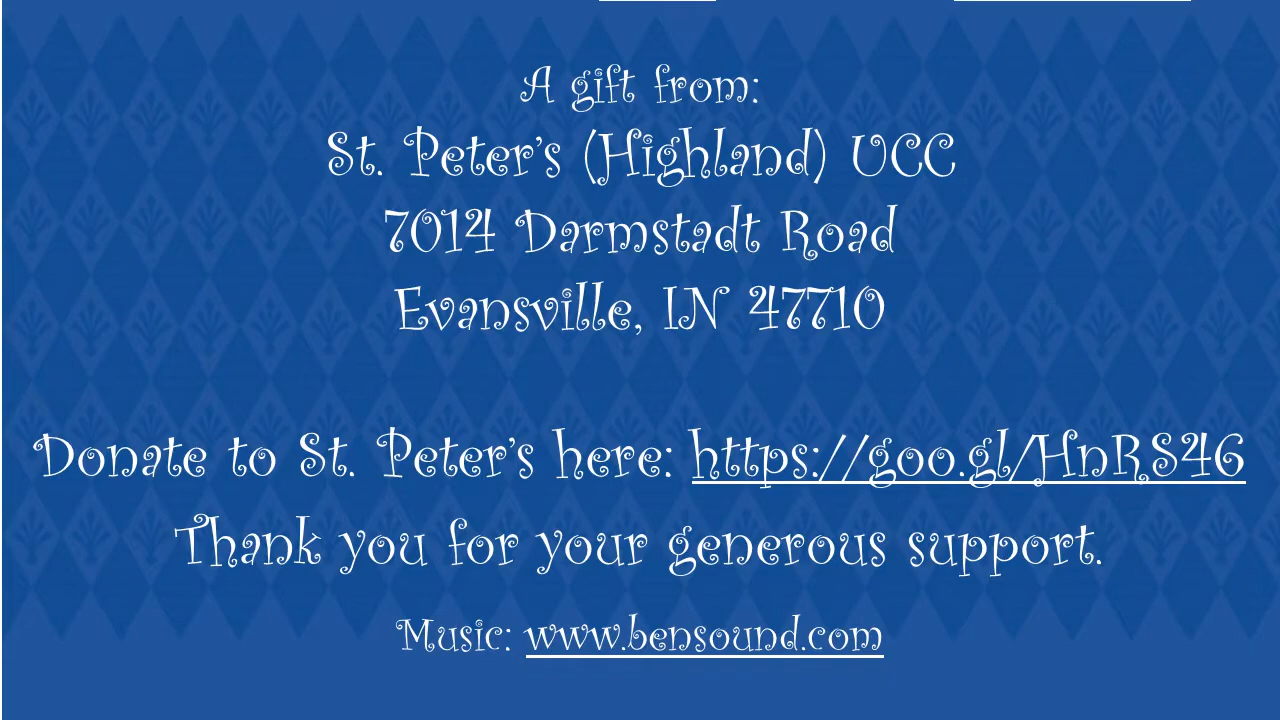 A gift from:
St. Peter's (Highland) UCC
7014 Darmstadt Road
Evansville, IN 47710
Donate to St. Peter's here: https://goo.gl/HnRS46
Thank you for your generous support.
Music: www.bensound.com